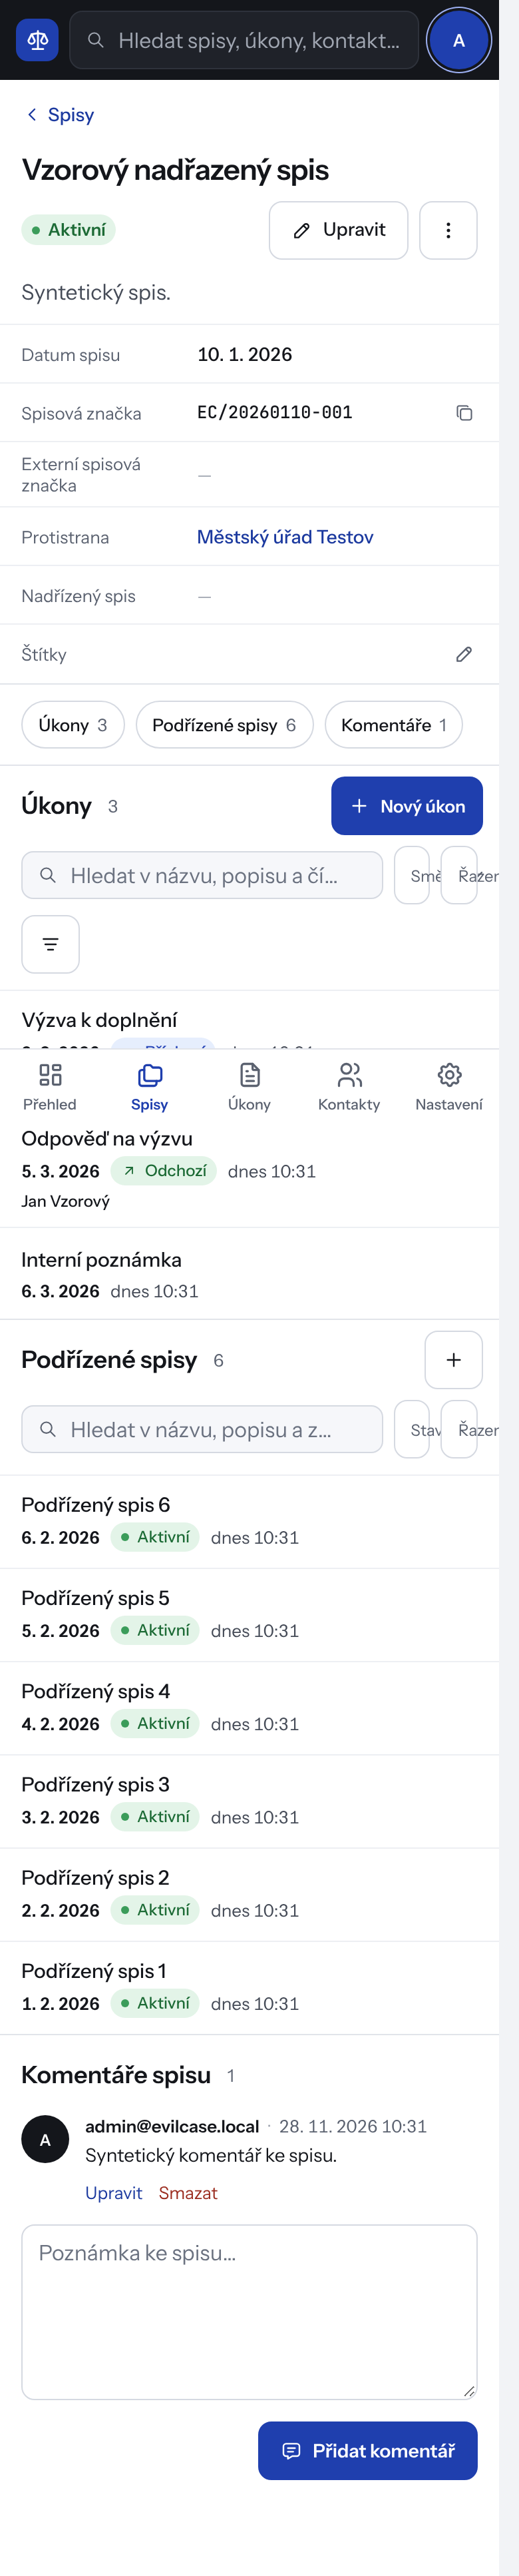 Hledat spisy, úkony, kontakt...
A
Spisy
Vzorový nadřazený spis
Aktivní
Upravit
Syntetický spis.
Datum spisu 10. 1. 2026
Spisová značka EC/20260110-001
Externí spisová
značka
—
Protistrana Městský úřad Testov
Nadřízený spis —
Štítky
Úkony 3 Podřízené spisy 6 Komentáře 1
Úkony 3
Nový úkon
Hledat v názvu, popisu a čí...
Výzva k doplnění
Přehled Spisy Úkony Kontakty Nastavení
Odpověď na výzvu
5. 3. 2026 Odchozí dnes 10:31
Jan Vzorový
Interní poznámka
6. 3. 2026 dnes 10:31
Podřízené spisy 6
Hledat v názvu, popisu a z...
Podřízený spis 6
6. 2. 2026 Aktivní dnes 10:31
Podřízený spis 5
5. 2. 2026 Aktivní dnes 10:31
Podřízený spis 4
4. 2. 2026 Aktivní dnes 10:31
Podřízený spis 3
3. 2. 2026 Aktivní dnes 10:31
Podřízený spis 2
2. 2. 2026 Aktivní dnes 10:31
Podřízený spis 1
1. 2. 2026 Aktivní dnes 10:31
Komentáře spisu 1
A
admin@evilcase.local · 28. 11. 2026 10:31
Syntetický komentář ke spisu.
Upravit Smazat
Poznámka ke spisu...
Přidat komentář